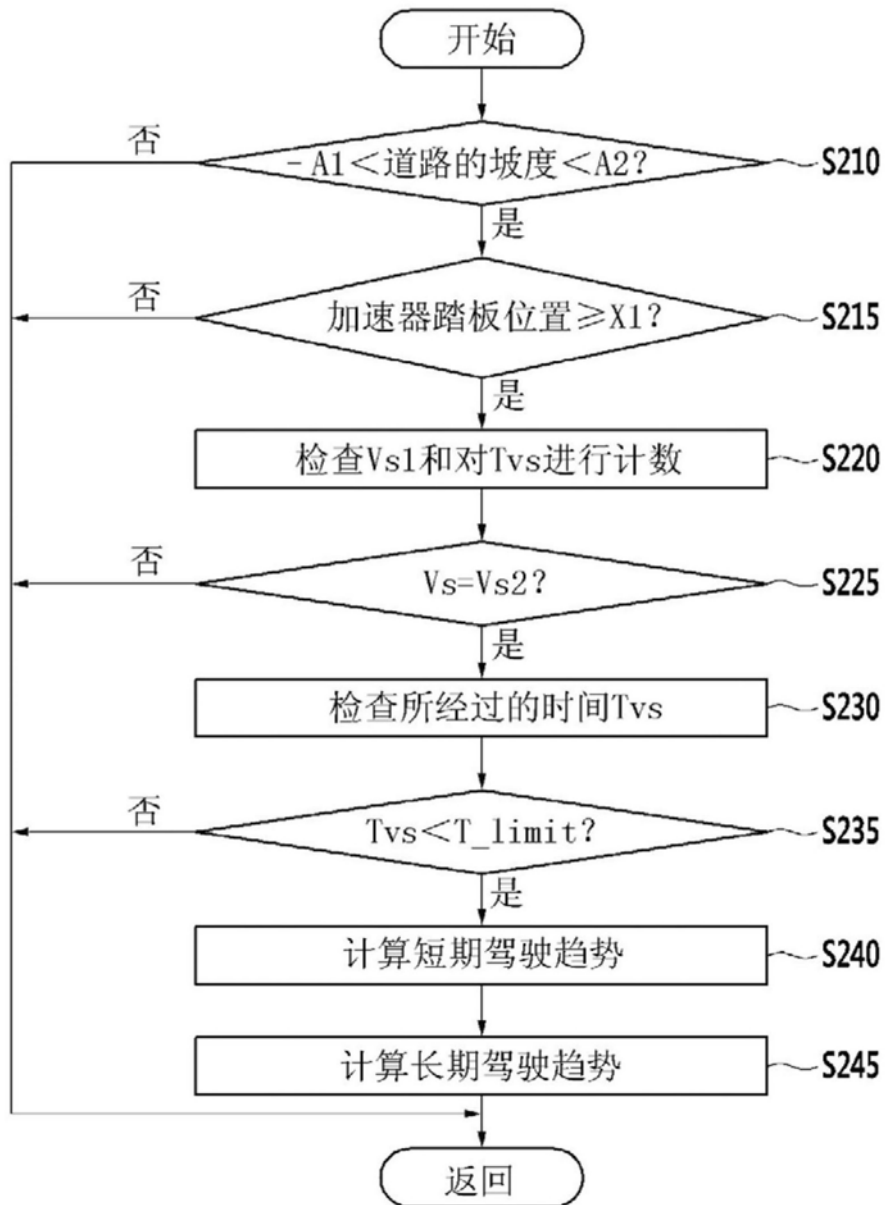 开始
否
-A1<道路的坡度<A2?
S210
是
否
加速器踏板位置≥X1?
S215
是
检查Vs1和对Tvs进行计数
S220
否
Vs=Vs2?
S225
是
检查所经过的时间Tvs
S230
否
Tvs<T_limit?
S235
是
计算短期驾驶趋势
S240
计算长期驾驶趋势
S245
返回